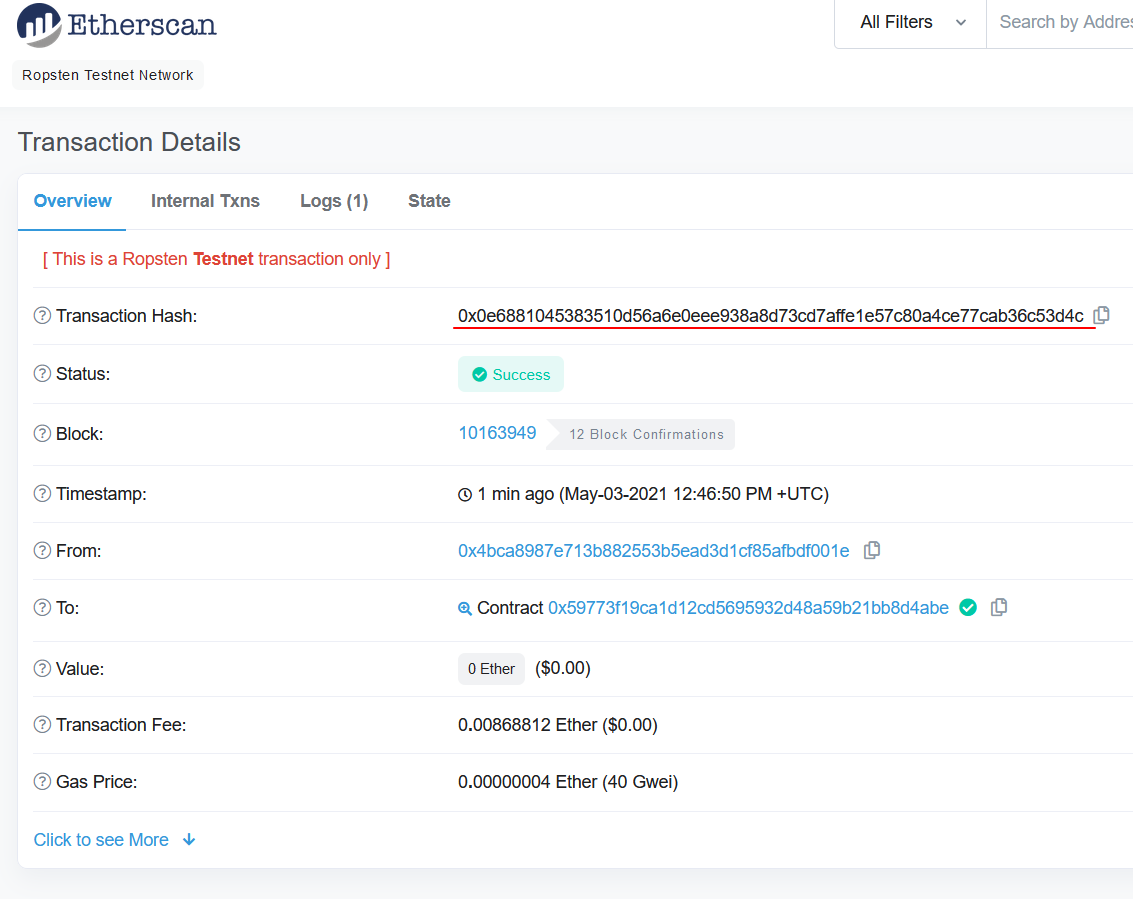 Etherscan
All Filters
Search by Addres
Ropsten Testnet Network
Transaction Details
Overview Internal Txns Logs (1) State
[ This is a Ropsten Testnet transaction only ]
Transaction Hash: 0x0e6881045383510d56a6e0eee938a8d73cd7affe1e57c80a4ce77cab36c53d4c
Status: Success
Block: 10163949 12 Block Confirmations
Timestamp: 1 min ago (May-03-2021 12:46:50 PM +UTC)
From: 0x4bca8987e713b882553b5ead3d1cf85afbdf001e
To: Contract 0x59773f19ca1d12cd5695932d48a59b21bb8d4abe
Value: 0 Ether ($0.00)
Transaction Fee: 0.00868812 Ether ($0.00)
Gas Price: 0.00000004 Ether (40 Gwei)
Click to see More